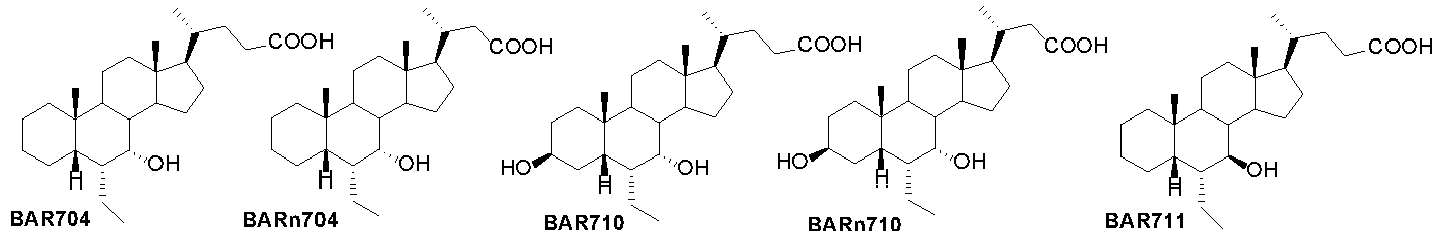 COOH COOH COOH COOH COOH
OH OH HO OH HO OH OH
H H H H H
BAR704 BARn704 BAR710 BARn710 BAR711